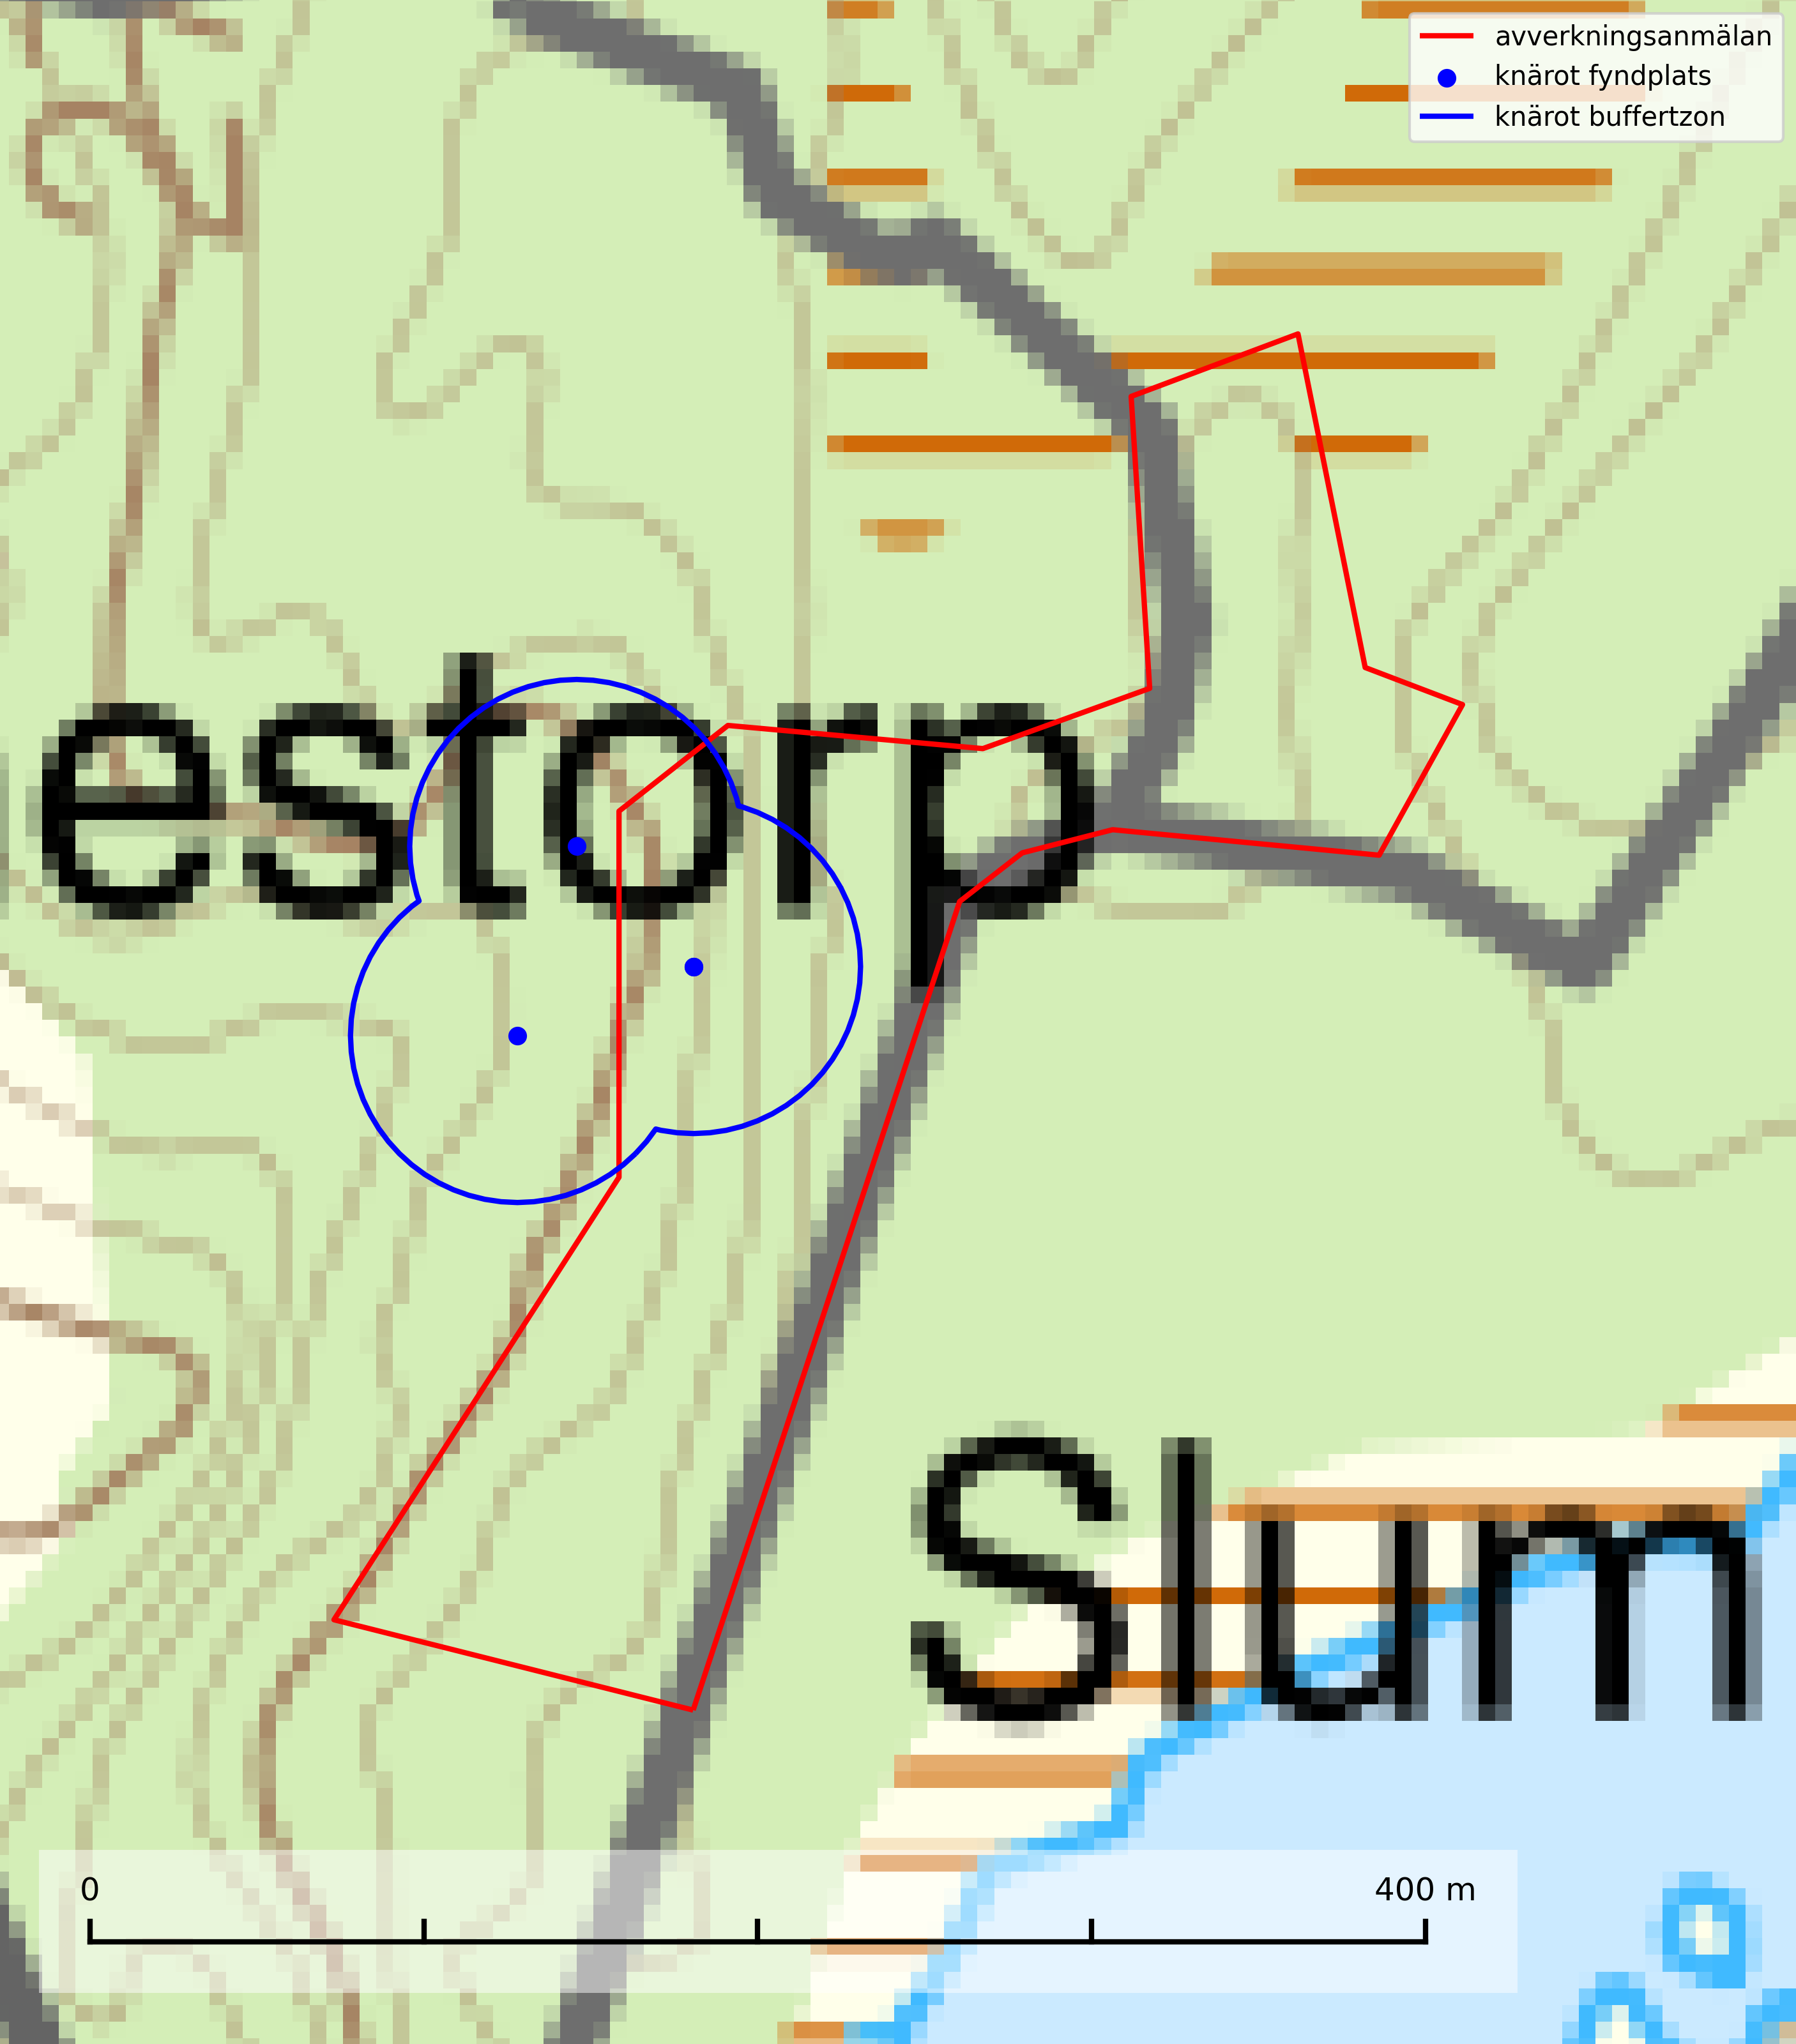 avverkningsanmälan
knärot fyndplats
knärot buffertzon
estorp
Slum
0 400 m